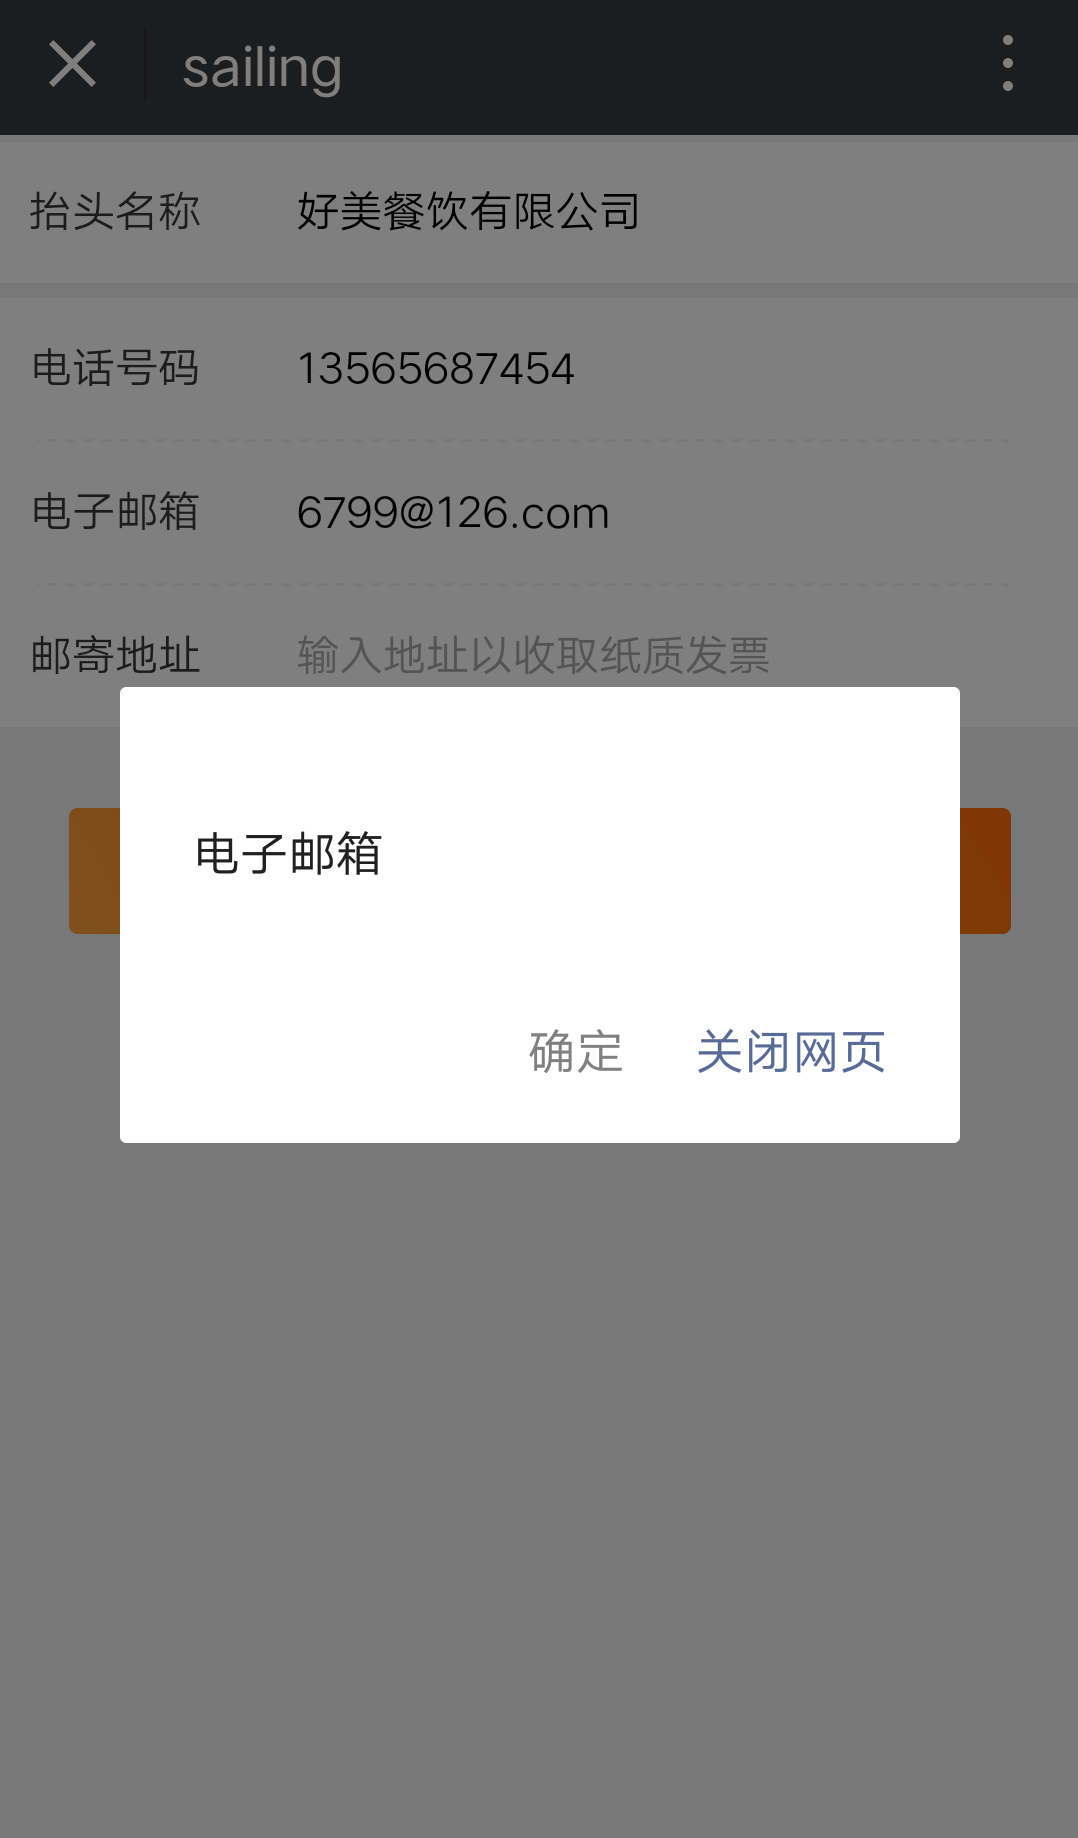 sailing
抬头名称 好美餐饮有限公司
电话号码 13565687454
电子邮箱 6799@126.com
邮寄地址 输入地址以收取纸质发票
电子邮箱
确定 关闭网页